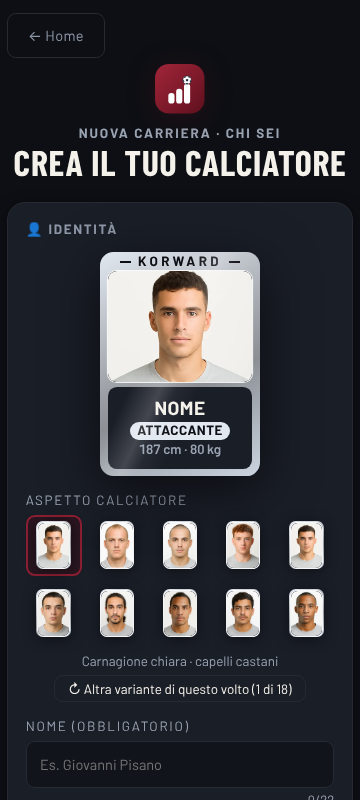 ← Home
NUOVA CARRIERA · CHI SEI
CREA IL TUO CALCIATORE
👤 IDENTITÀ
— KORWARD —
NOME
ATTACCANTE
187 cm · 80 kg
ASPETTO CALCIATORE
Carnagione chiara · capelli castani
↻ Altra variante di questo volto (1 di 18)
NOME (OBBLIGATORIO)
Es. Giovanni Pisano